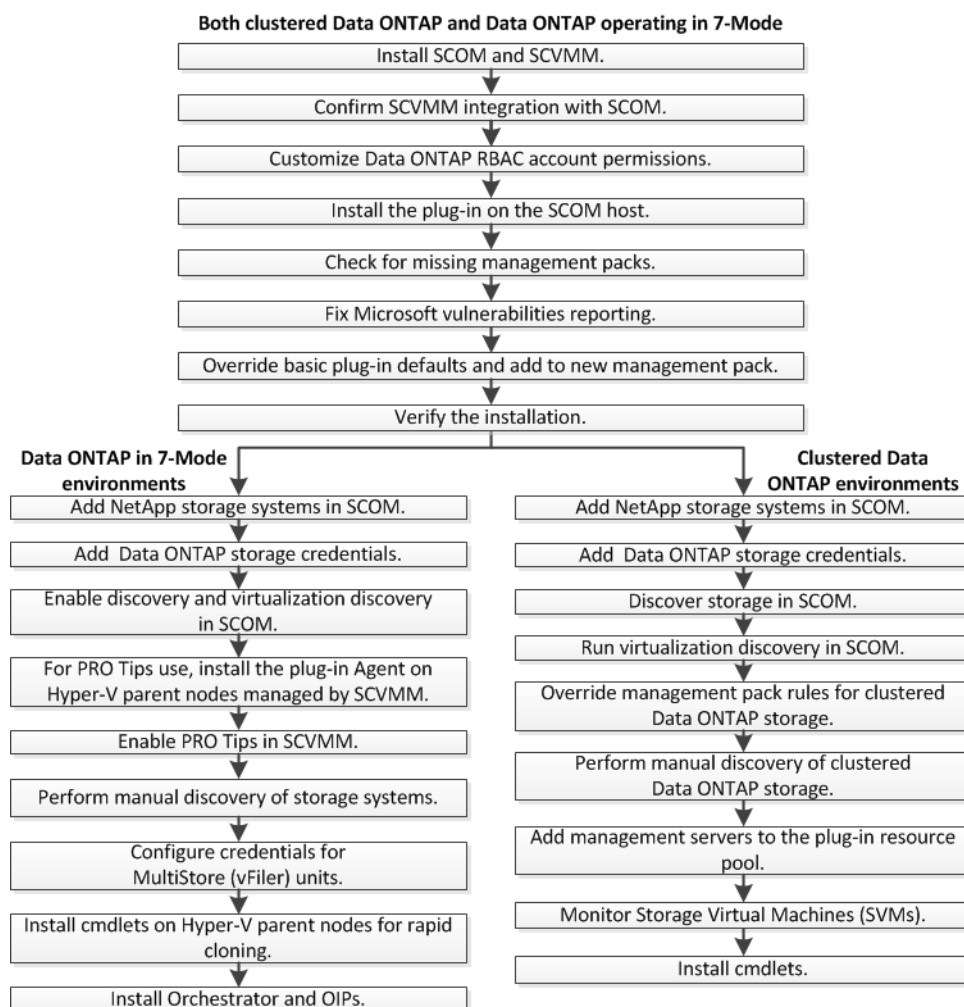 Both clustered Data ONTAP and Data ONTAP operating in 7-Mode
Install SCOM and SCVMM.
Confirm SCVMM integration with SCOM.
Customize Data ONTAP RBAC account permissions.
Install the plug-in on the SCOM host.
Check for missing management packs.
Fix Microsoft vulnerabilities reporting.
Override basic plug-in defaults and add to new management pack.
Verify the installation.
Data ONTAP in 7-Mode
environments
Add NetApp storage systems in SCOM.
Add  Data ONTAP storage credentials.
Enable discovery and virtualization discovery
in SCOM.
For PRO Tips use, install the plug-in Agent on
Hyper-V parent nodes managed by SCVMM.
Enable PRO Tips in SCVMM.
Perform manual discovery of storage systems.
Configure credentials for
MultiStore (vFiler) units.
Install cmdlets on Hyper-V parent nodes for rapid
cloning.
Install Orchestrator and OIPs.
Clustered Data
ONTAP environments
Add NetApp storage systems in SCOM.
Add  Data ONTAP storage credentials.
Discover storage in SCOM.
Run virtualization discovery in SCOM.
Override management pack rules for clustered
Data ONTAP storage.
Perform manual discovery of clustered
Data ONTAP storage.
Add management servers to the plug-in resource
pool.
Monitor Storage Virtual Machines (SVMs).
Install cmdlets.